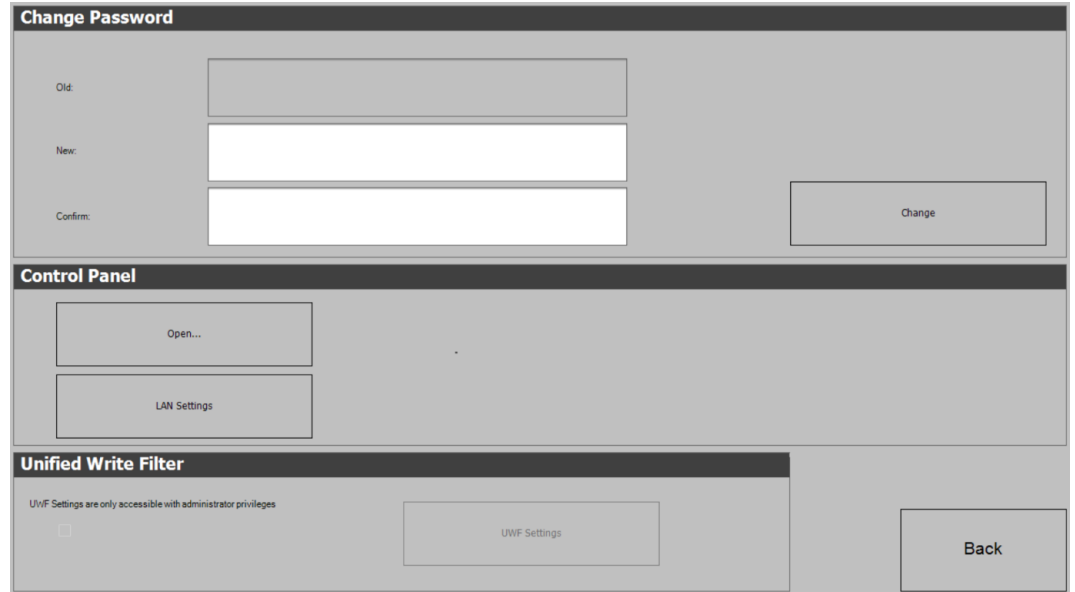 Change Password
Old:
New:
Confirm:
Change
Control Panel
Open...
LAN Settings
Unified Write Filter
UWF Settings are only accessible with administrator privileges
UWF Settings
Back